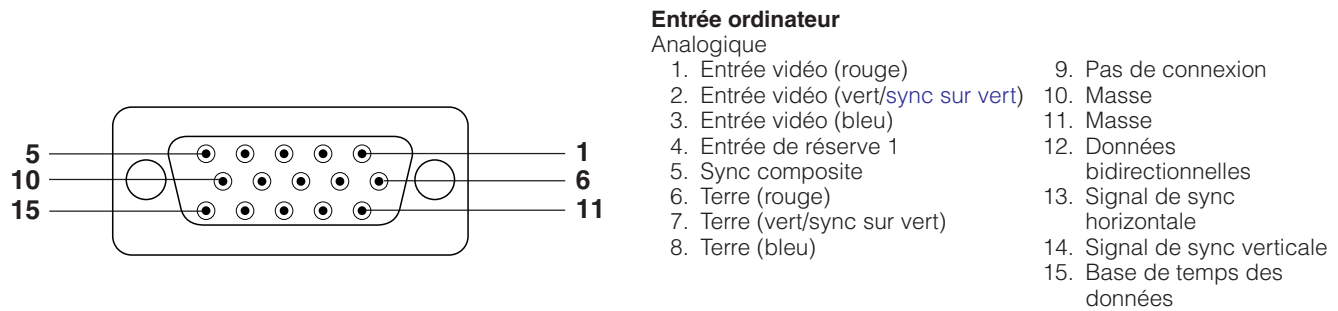 5
10
15
1
6
11
Entrée ordinateur
Analogique
1. Entrée vidéo (rouge)
2. Entrée vidéo (vert/sync sur vert)
3. Entrée vidéo (bleu)
4. Entrée de réserve 1
5. Sync composite
6. Terre (rouge)
7. Terre (vert/sync sur vert)
8. Terre (bleu)
9. Pas de connexion
10. Masse
11. Masse
12. Données
bidirectionnelles
13. Signal de sync
horizontale
14. Signal de sync verticale
15. Base de temps des
données